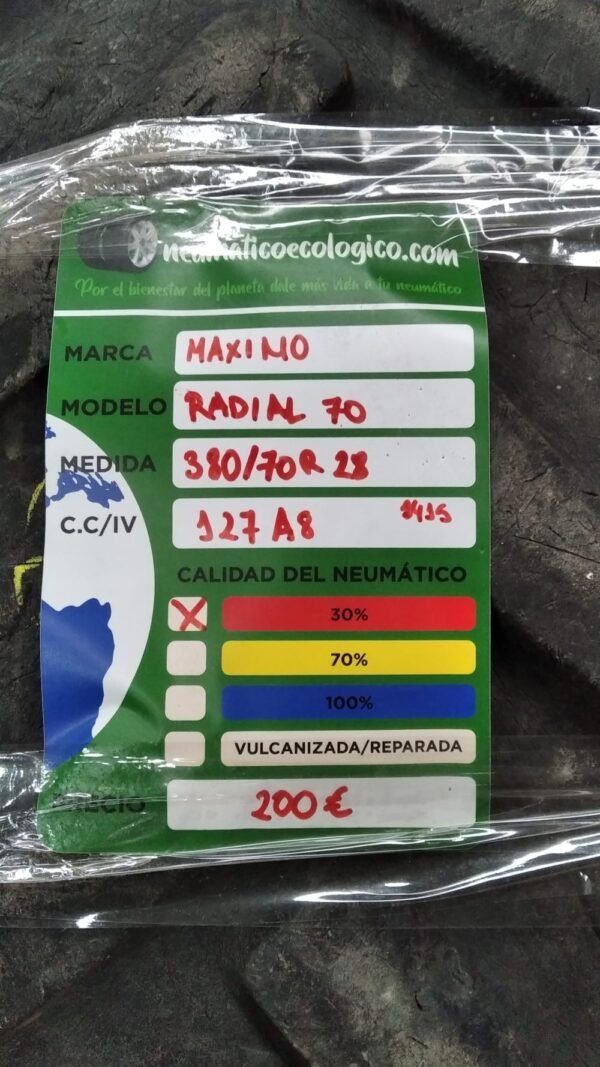 neumaticoecologico.com
Por el bienestar del planeta dale más vida a tu neumático
MARCA MAXIMO
MODELO RADIAL 70
MEDIDA 380/70R 28
C.C/IV 127 A8 3415
CALIDAD DEL NEUMÁTICO
X 30%
70%
100%
VULCANIZADA/REPARADA
PRECIO 200 €